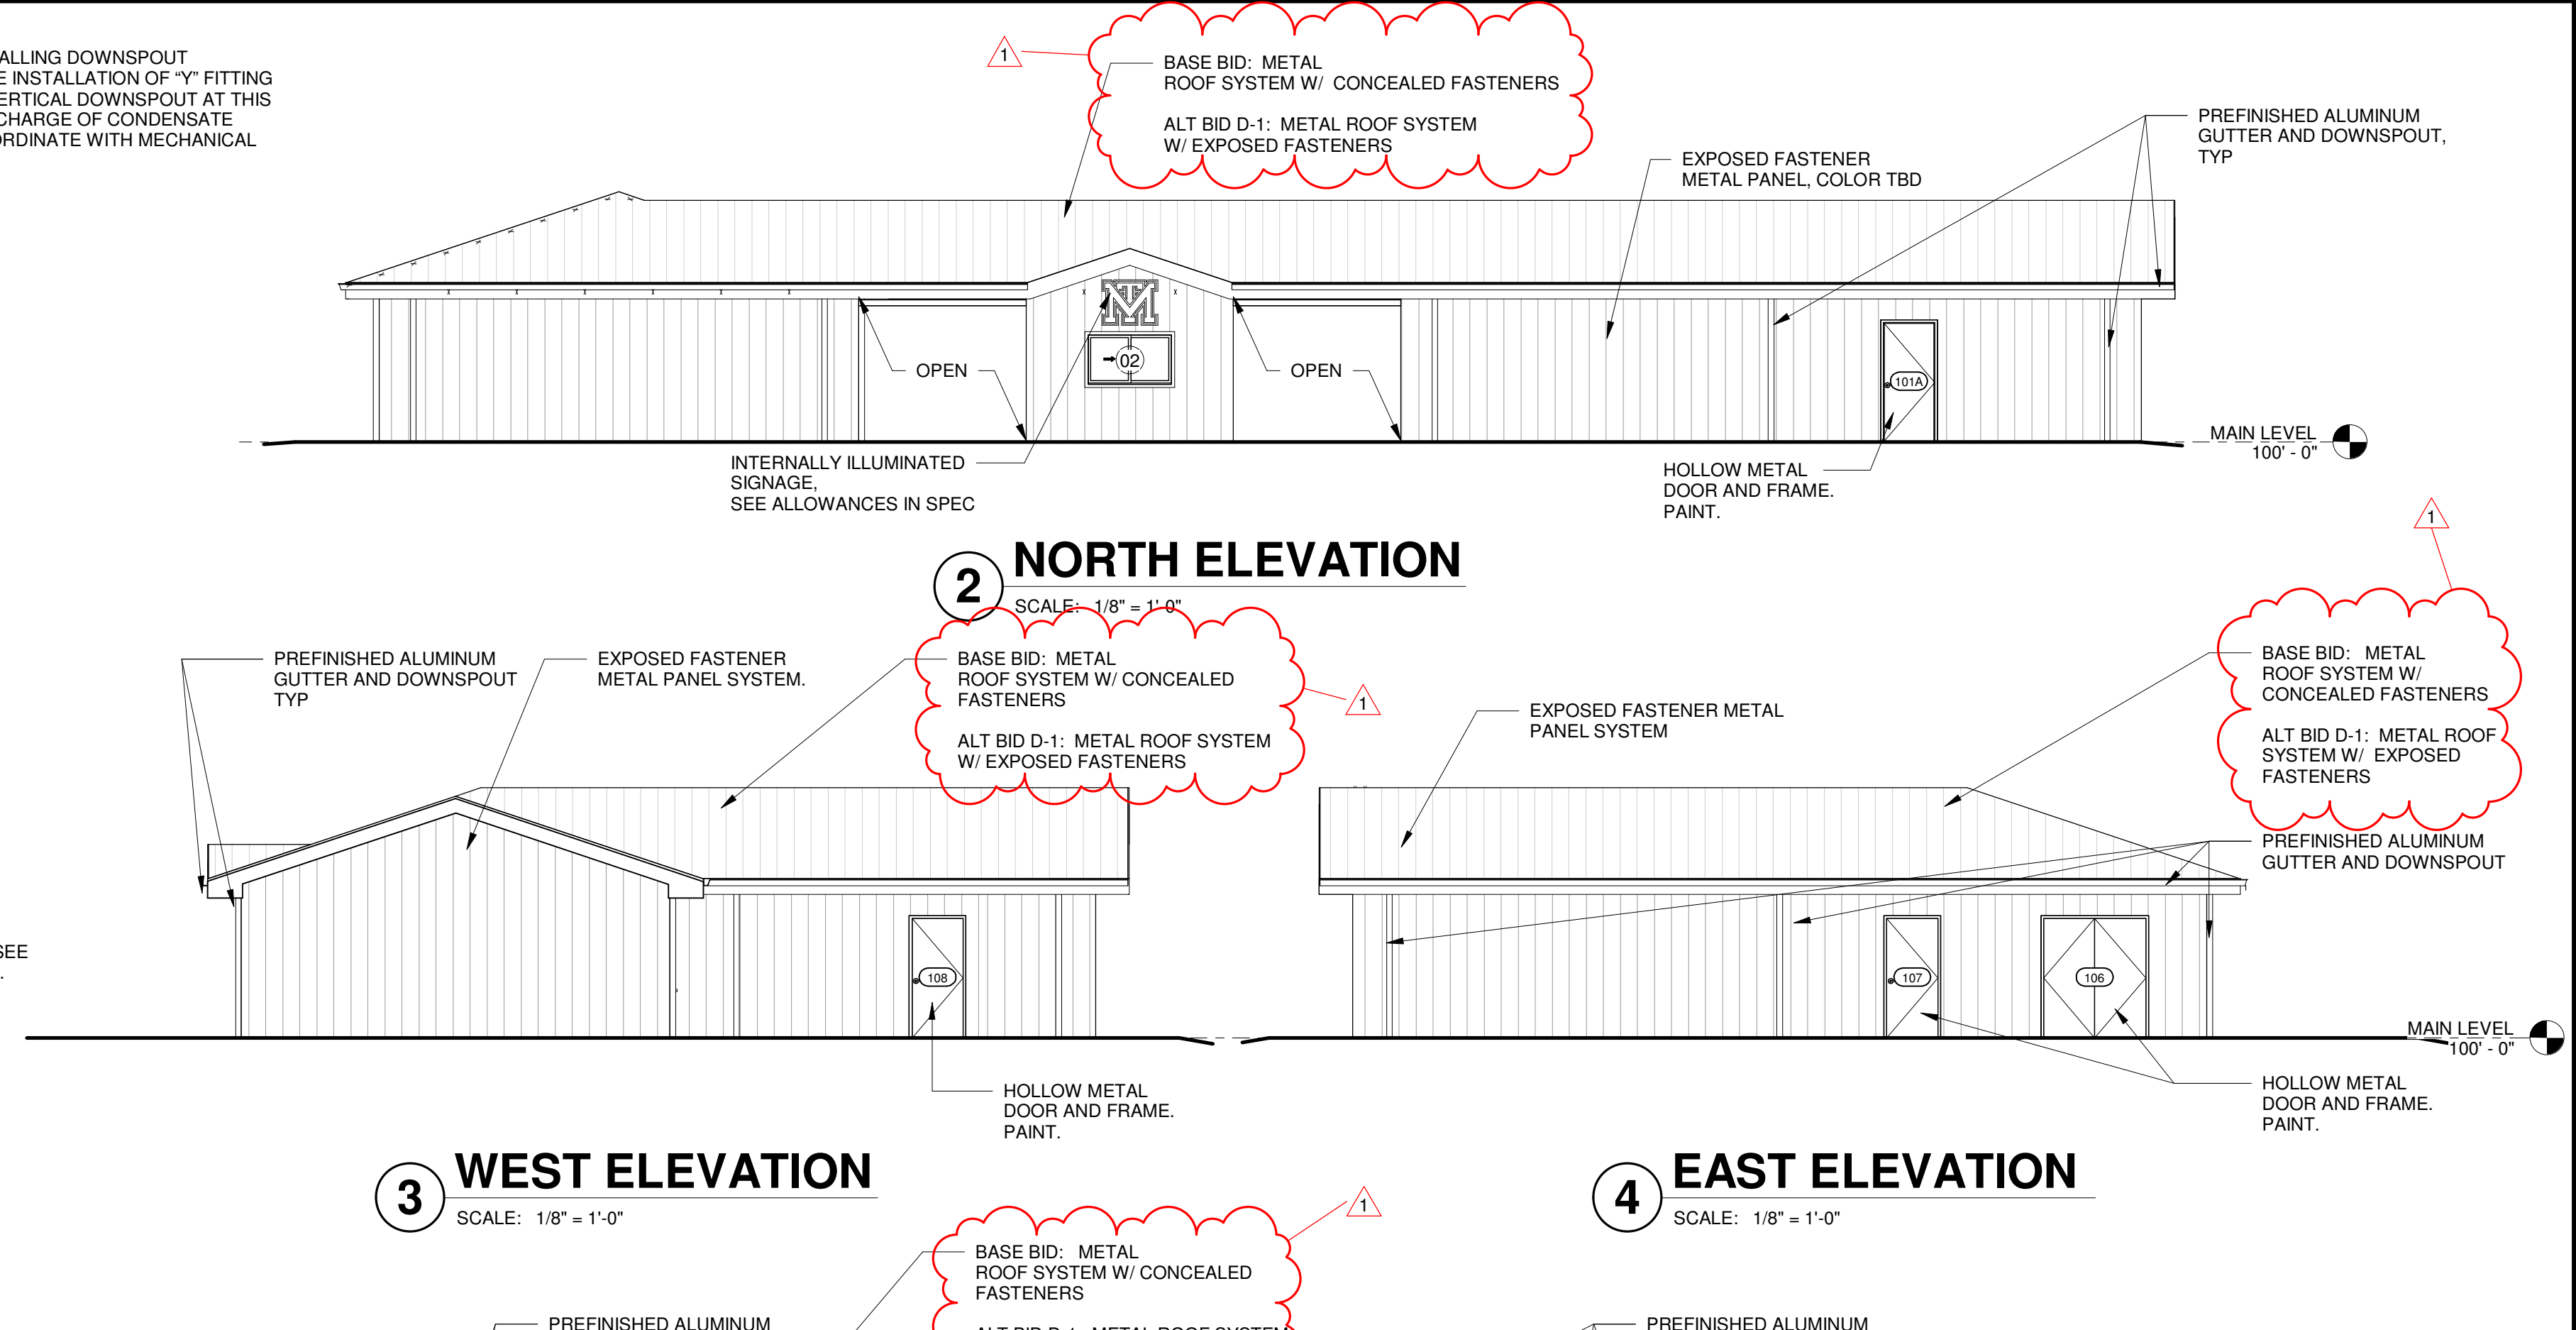 ALLING DOWNSPOUT
E INSTALLATION OF “Y” FITTING
ERTICAL DOWNSPOUT AT THIS
CHARGE OF CONDENSATE
ORDINATE WITH MECHANICAL
1
BASE BID: METAL
ROOF SYSTEM W/ CONCEALED FASTENERS
ALT BID D-1: METAL ROOF SYSTEM
W/ EXPOSED FASTENERS
EXPOSED FASTENER
METAL PANEL, COLOR TBD
PREFINISHED ALUMINUM
GUTTER AND DOWNSPOUT,
TYP
MT
OPEN
02
OPEN
101A
MAIN LEVEL
100' - 0"
INTERNALLY ILLUMINATED
SIGNAGE,
SEE ALLOWANCES IN SPEC
HOLLOW METAL
DOOR AND FRAME.
PAINT.
2
NORTH ELEVATION
SCALE: 1/8" = 1'-0"
PREFINISHED ALUMINUM
GUTTER AND DOWNSPOUT
TYP
EXPOSED FASTENER
METAL PANEL SYSTEM.
BASE BID: METAL
ROOF SYSTEM W/ CONCEALED
FASTENERS
ALT BID D-1: METAL ROOF SYSTEM
W/ EXPOSED FASTENERS
1
EXPOSED FASTENER METAL
PANEL SYSTEM
1
BASE BID: METAL
ROOF SYSTEM W/
CONCEALED FASTENERS
ALT BID D-1: METAL ROOF
SYSTEM W/ EXPOSED
FASTENERS
PREFINISHED ALUMINUM
GUTTER AND DOWNSPOUT
SEE
.
108
107
106
MAIN LEVEL
100' - 0"
HOLLOW METAL
DOOR AND FRAME.
PAINT.
HOLLOW METAL
DOOR AND FRAME.
PAINT.
3
WEST ELEVATION
SCALE: 1/8" = 1'-0"
4
EAST ELEVATION
SCALE: 1/8" = 1'-0"
1
BASE BID: METAL
ROOF SYSTEM W/ CONCEALED
FASTENERS
ALT BID D-1: METAL ROOF SYSTEM
PREFINISHED ALUMINUM
PREFINISHED ALUMINUM